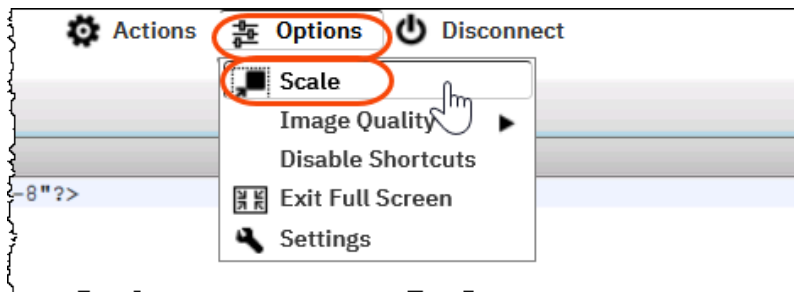 Actions Options Disconnect
Scale
Image Quality
Disable Shortcuts
-8"?>
Exit Full Screen
Settings